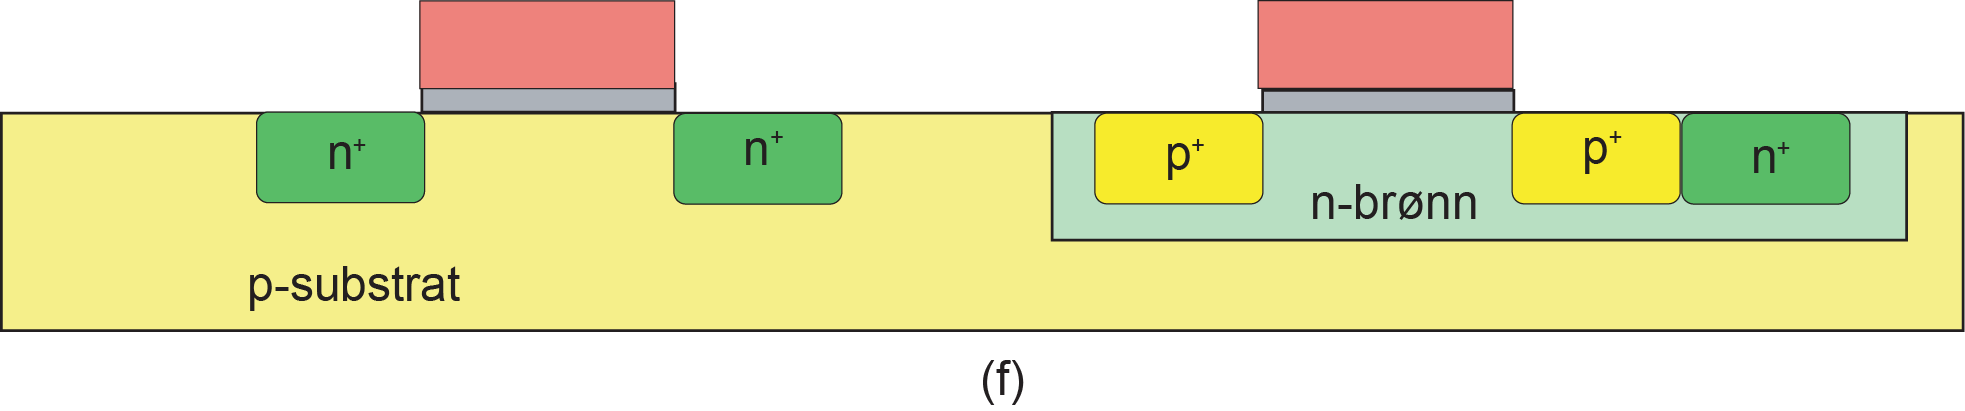 n⁺
n⁺
p⁺
p⁺
n⁺
n-brønn
p-substrat
(f)